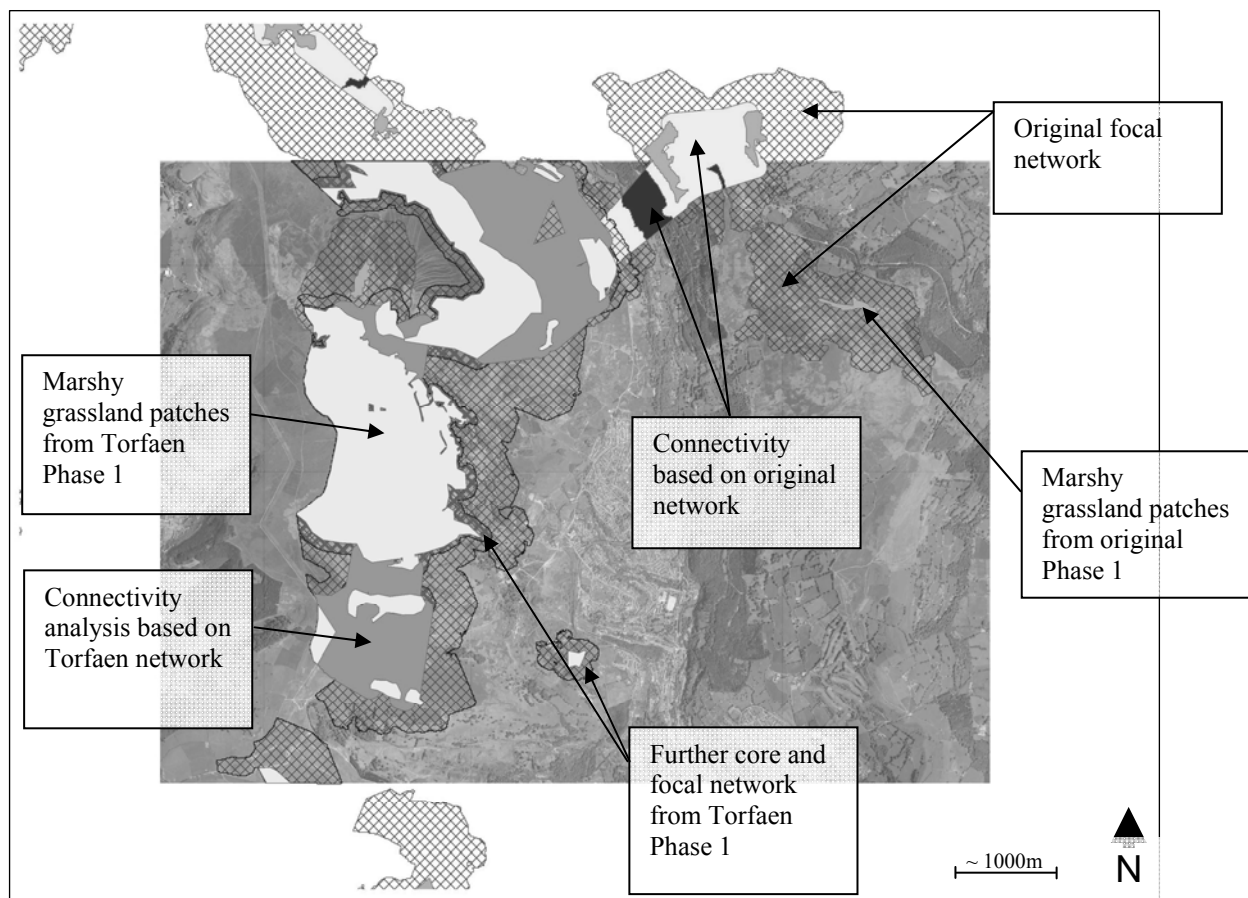 Original focal
network
Marshy
grassland patches
from Torfaen
Phase 1
Connectivity
based on original
network
Marshy
grassland patches
from original
Phase 1
Connectivity
analysis based on
Torfaen network
Further core and
focal network
from Torfaen
Phase 1
~ 1000m
N